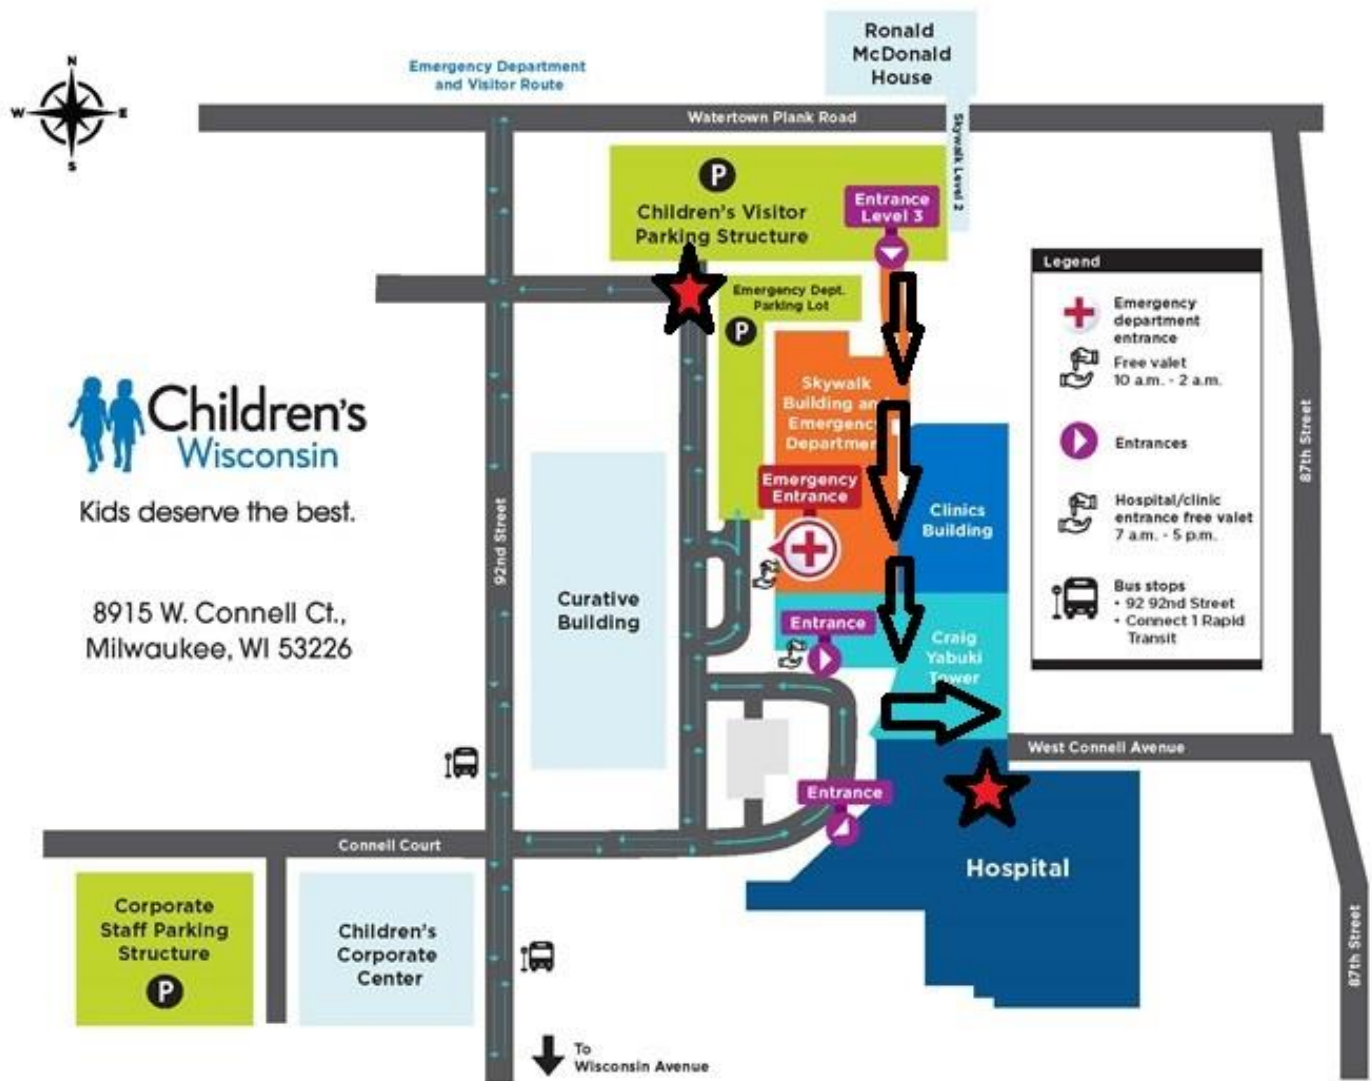 Ronald
McDonald
House
Emergency Department
and Visitor Route
N
W
E
S
Watertown Plank Road
Skywalk Level 2
P
Children's Visitor
Parking Structure
Entrance
Level 3
Emergency Dept.
Parking Lot
P
Legend
Emergency
department
entrance
Free valet
10 a.m. - 2 a.m.
Entrances
Hospital/clinic
entrance free valet
7 a.m. - 5 p.m.
Bus stops
• 92 92nd Street
• Connect 1 Rapid
Transit
Children's
Wisconsin
Kids deserve the best.
8915 W. Connell Ct.,
Milwaukee, WI 53226
Skywalk
Building and
Emergency
Department
Emergency
Entrance
Clinics
Building
87th Street
92nd Street
Curative
Building
Entrance
Craig
Yabuki
Tower
West Connell Avenue
Entrance
Connell Court
Hospital
Corporate
Staff Parking
Structure
P
Children's
Corporate
Center
87th Street
To
Wisconsin Avenue